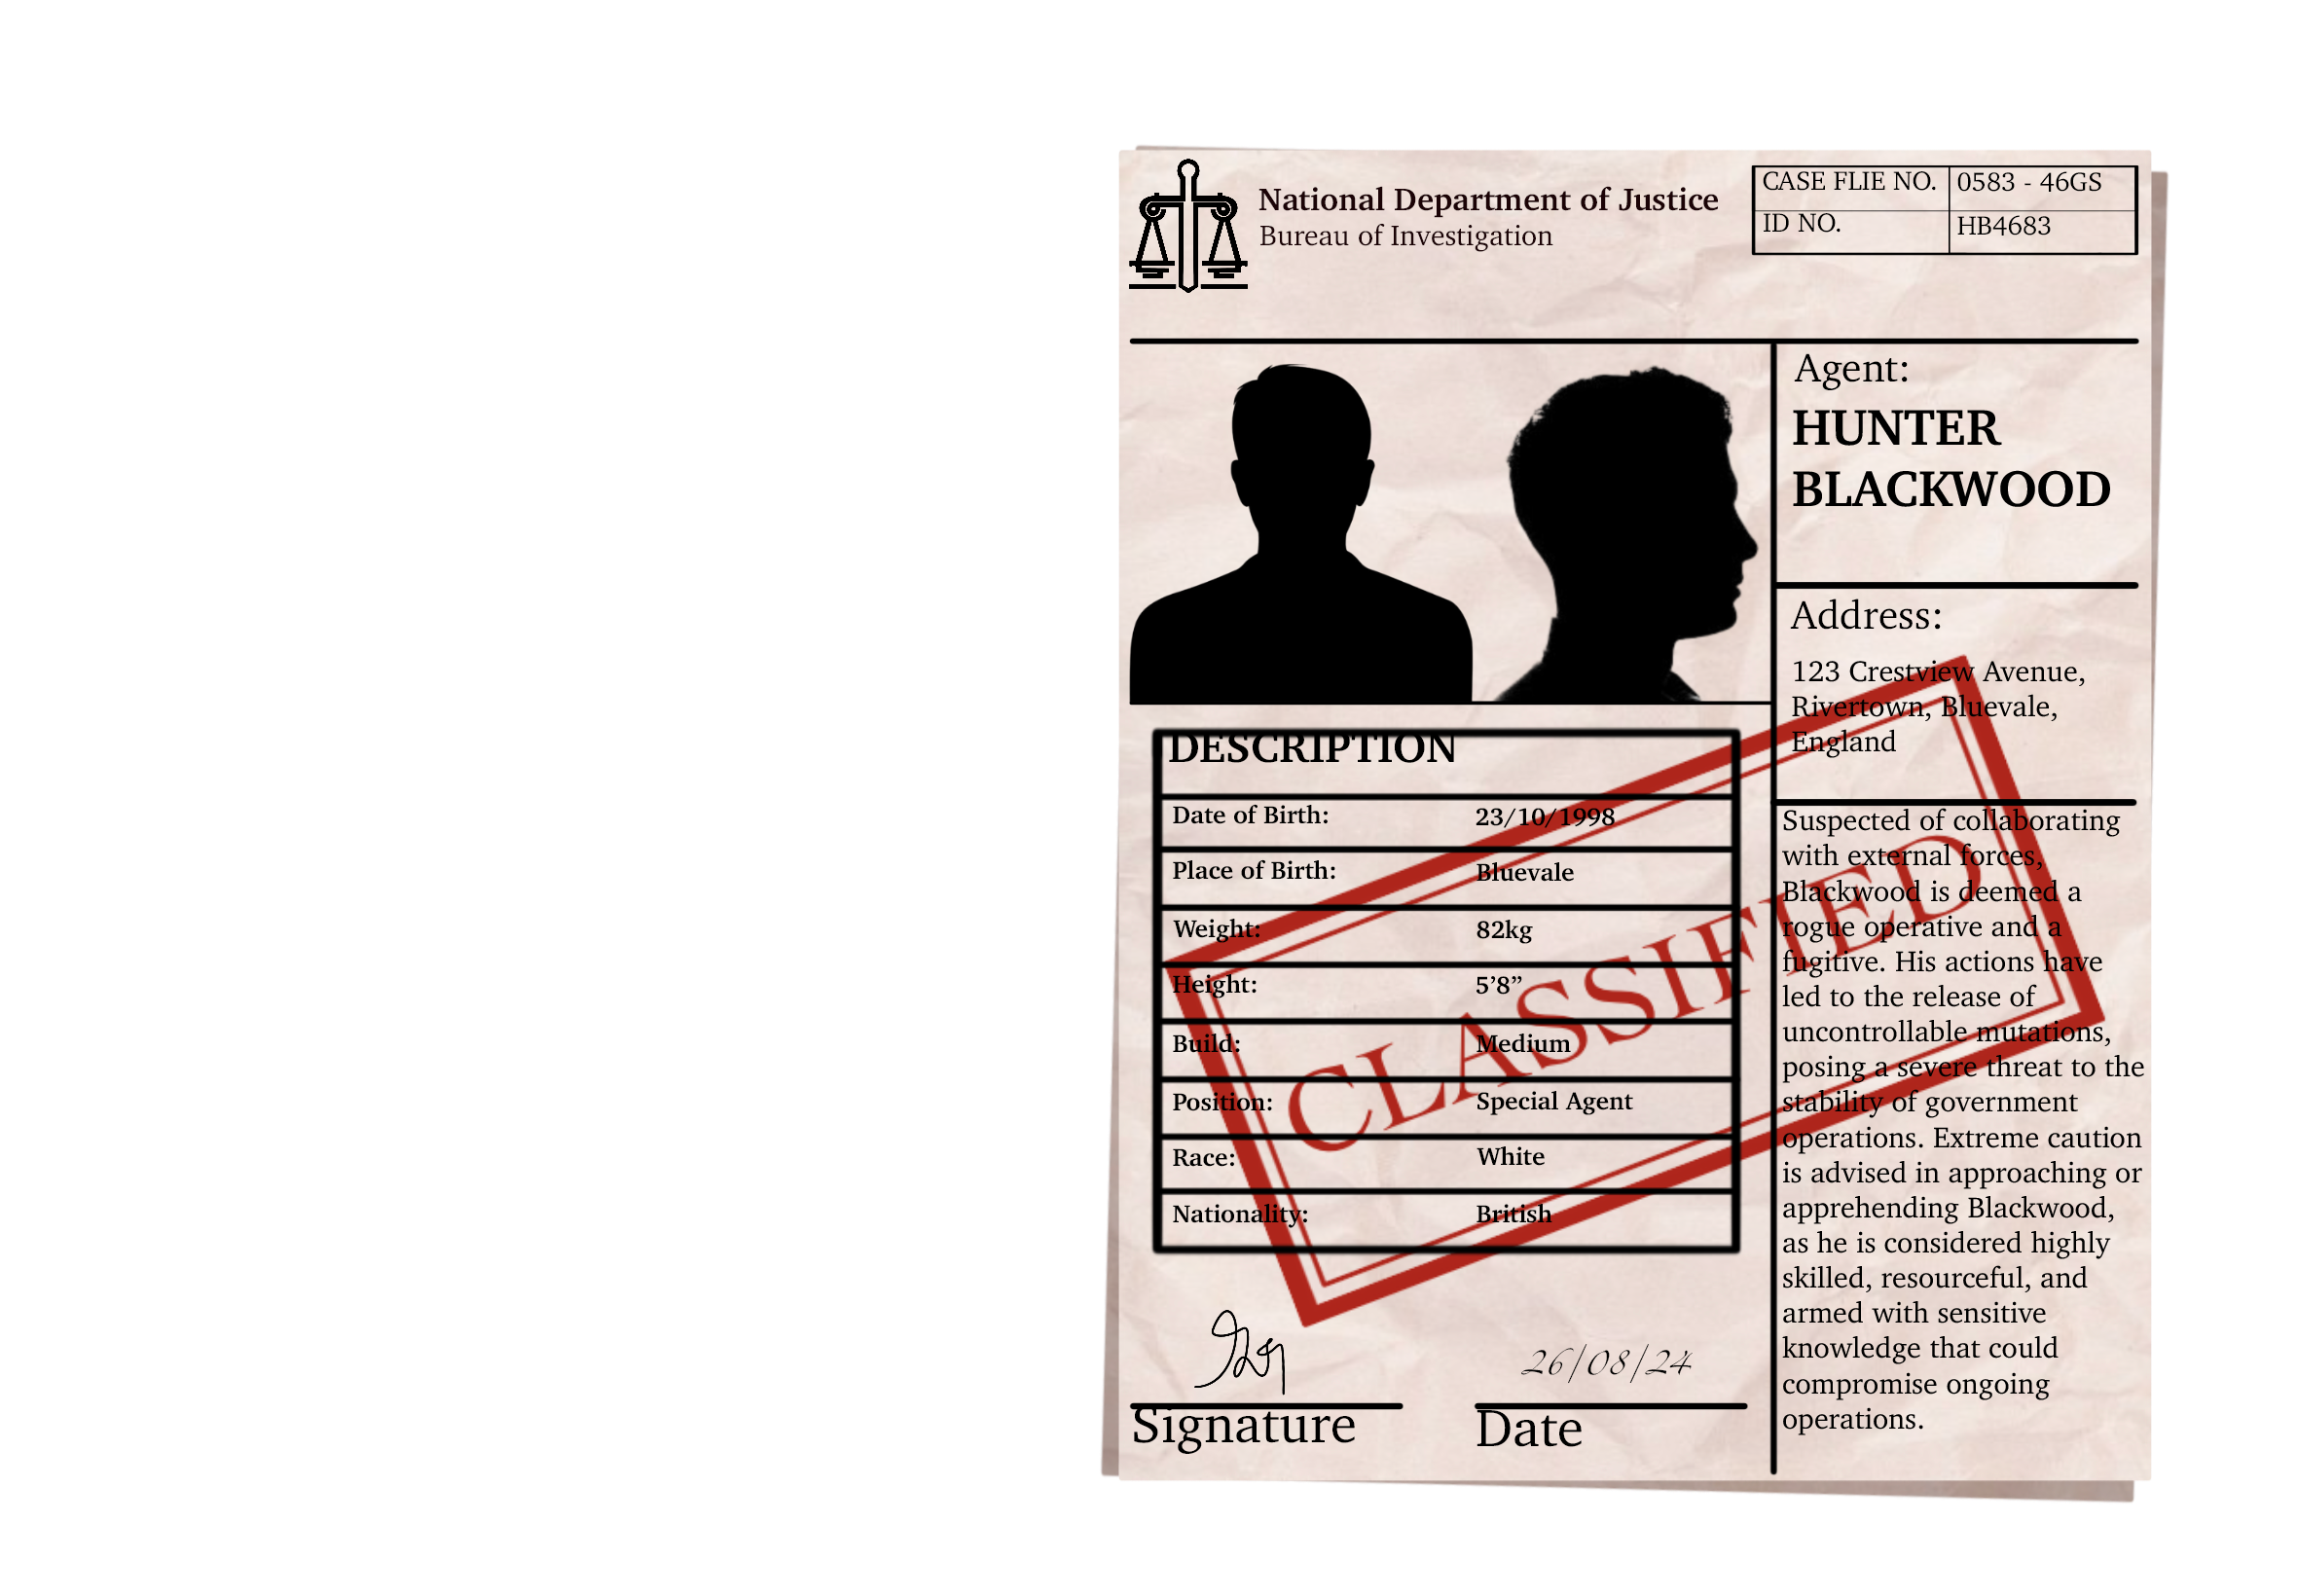 National Department of Justice
Bureau of Investigation
CASE FLIE NO. 0583 - 46GS
ID NO. HB4683
Agent:
HUNTER
BLACKWOOD
Address:
123 Crestview Avenue,
Rivertown, Bluevale,
England
DESCRIPTION
Date of Birth: 23/10/1998
Place of Birth: Bluevale
Weight: 82kg
Height: 5’8”
Build: Medium
Position: Special Agent
Race: White
Nationality: British
CLASSIFIED
Suspected of collaborating
with external forces,
Blackwood is deemed a
rogue operative and a
fugitive. His actions have
led to the release of
uncontrollable mutations,
posing a severe threat to the
stability of government
operations. Extreme caution
is advised in approaching or
apprehending Blackwood,
as he is considered highly
skilled, resourceful, and
armed with sensitive
knowledge that could
compromise ongoing
operations.
26/08/24
Signature
Date